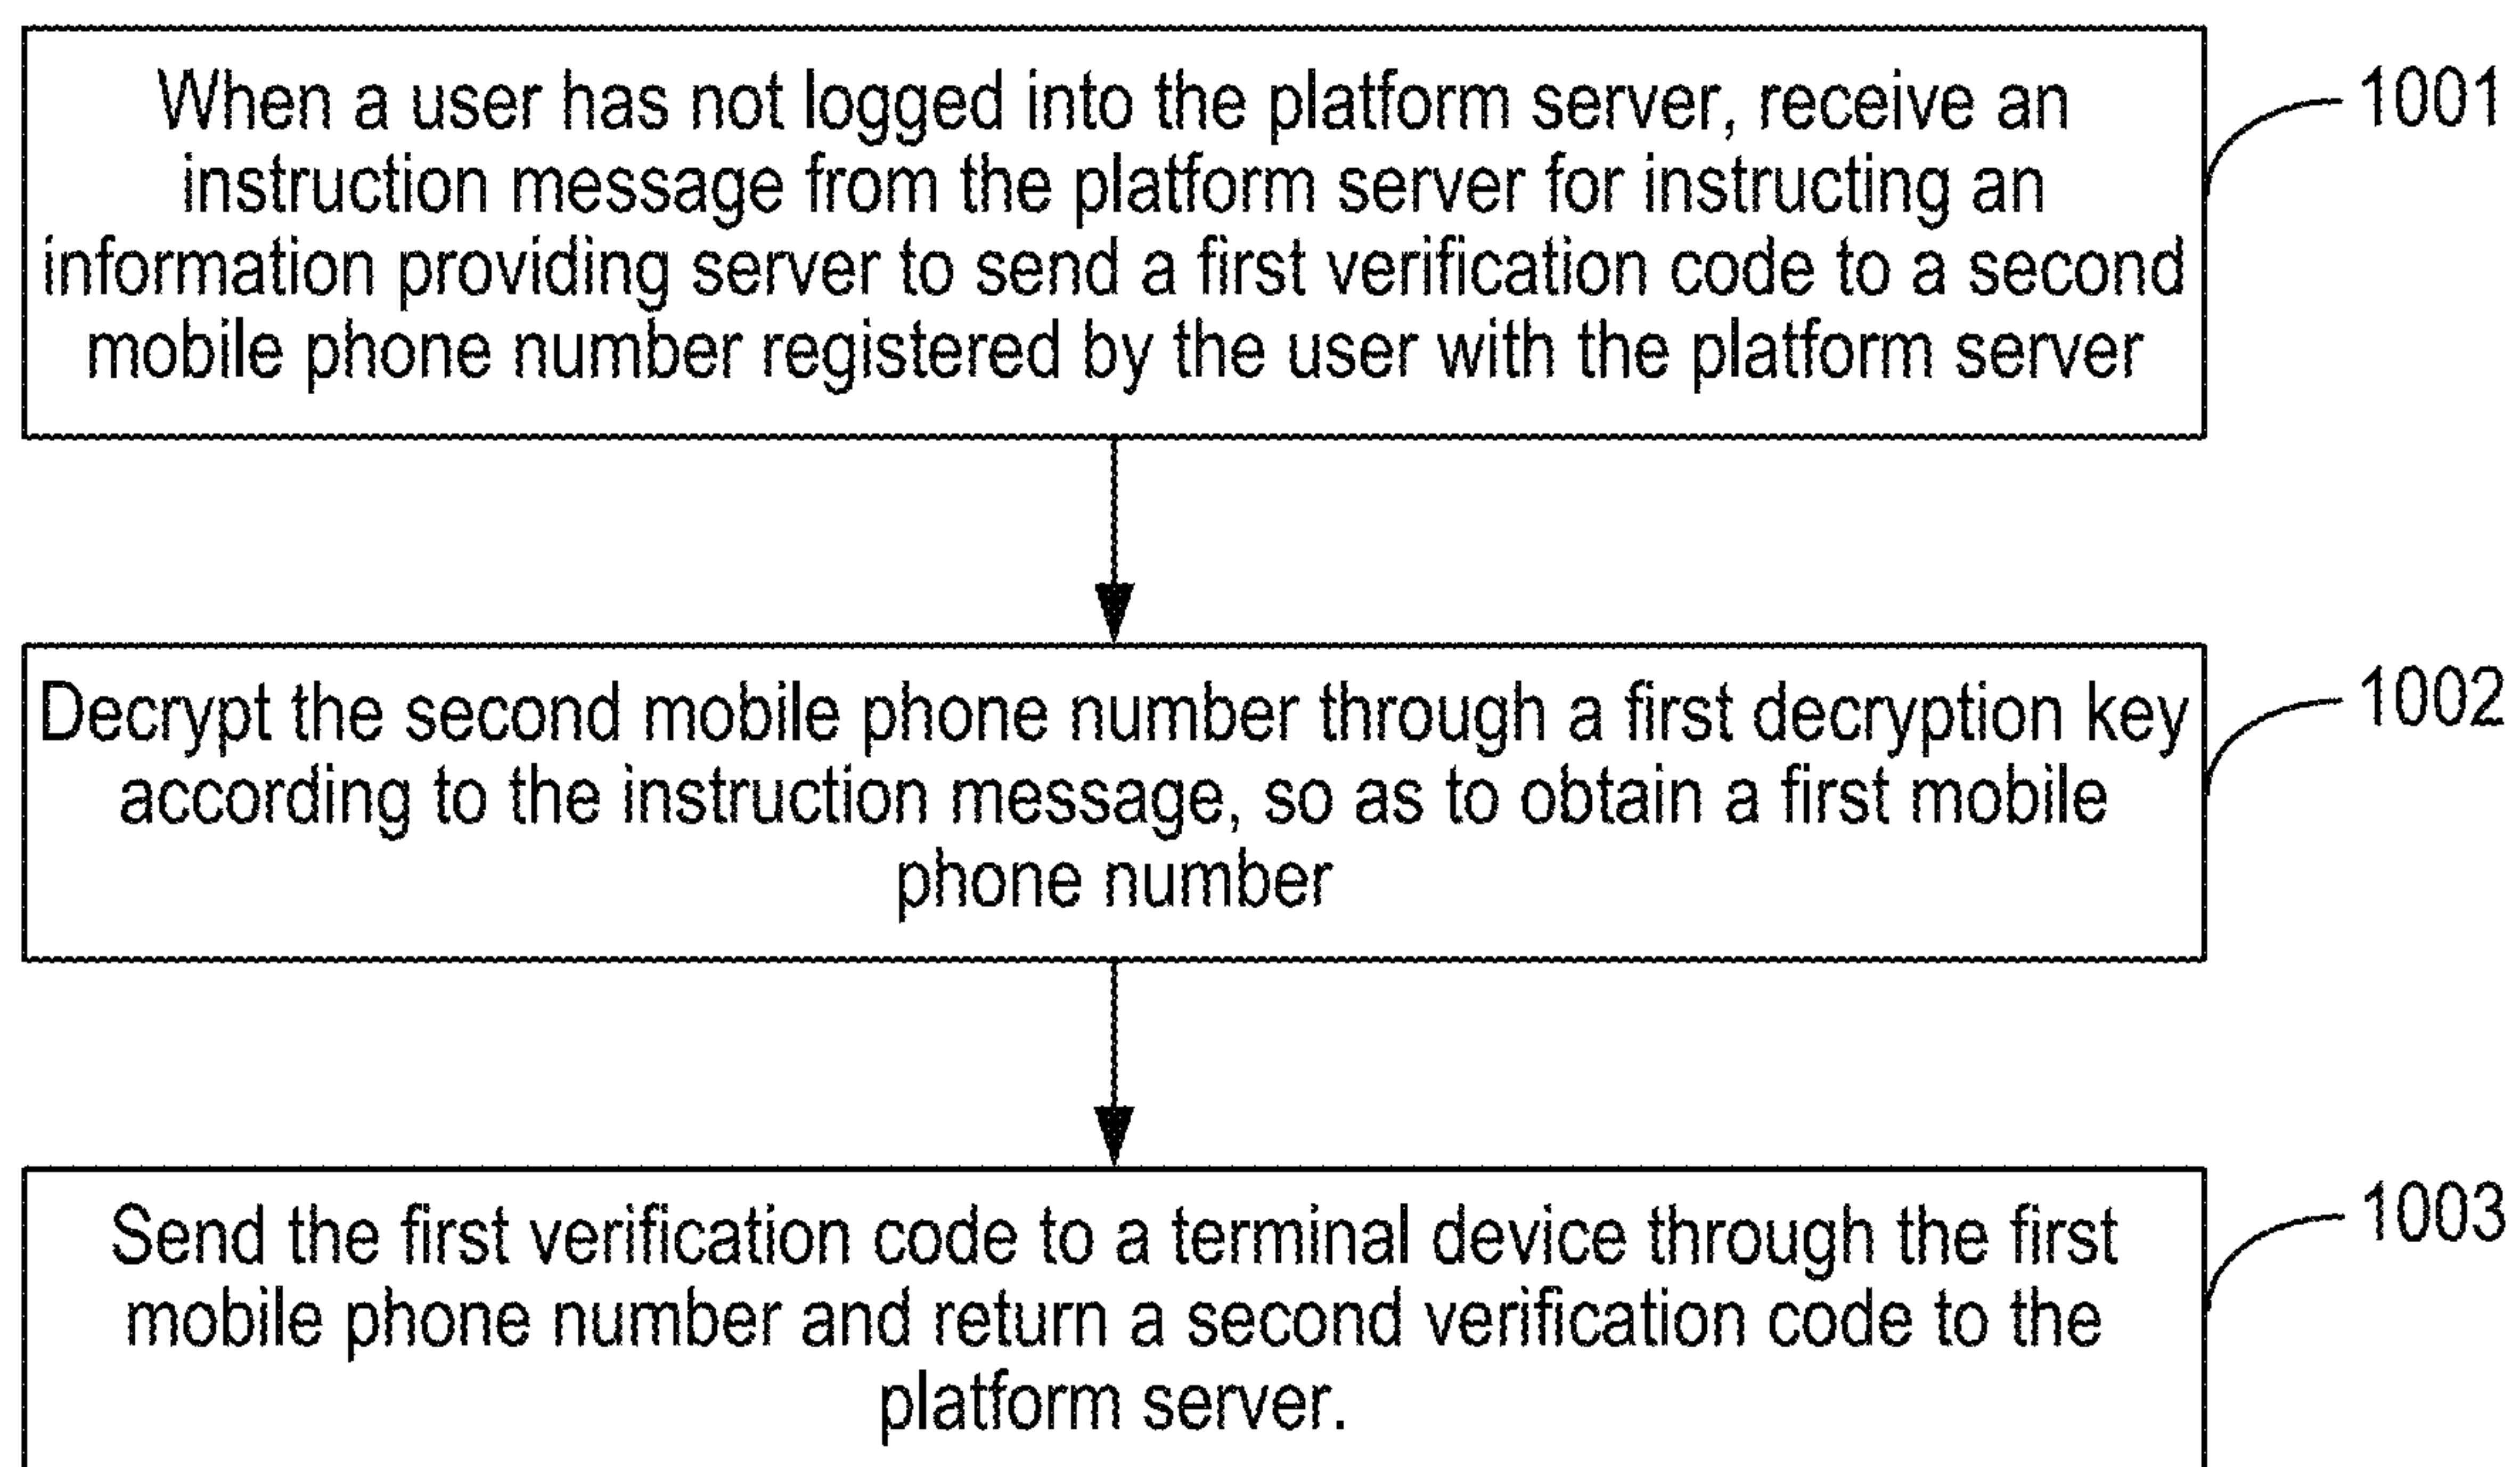 When a user has not logged into the platform server, receive an
instruction message from the platform server for instructing an
information providing server to send a first verification code to a second
mobile phone number registered by the user with the platform server
1001
Decrypt the second mobile phone number through a first decryption key
according to the instruction message, so as to obtain a first mobile
phone number
1002
Send the first verification code to a terminal device through the first
mobile phone number and return a second verification code to the
platform server.
1003